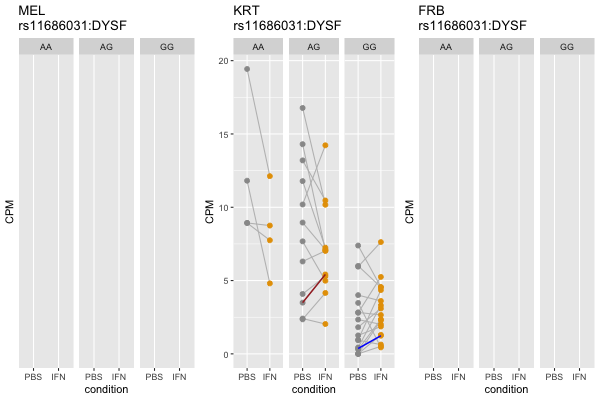 MEL
rs11686031:DYSF
AA AG GG
CPM
PBS IFN PBS IFN PBS IFN
condition
KRT
rs11686031:DYSF
AA AG GG
20
15
10
5
0
CPM
PBS IFN PBS IFN PBS IFN
condition
FRB
rs11686031:DYSF
AA AG GG
CPM
PBS IFN PBS IFN PBS IFN
condition